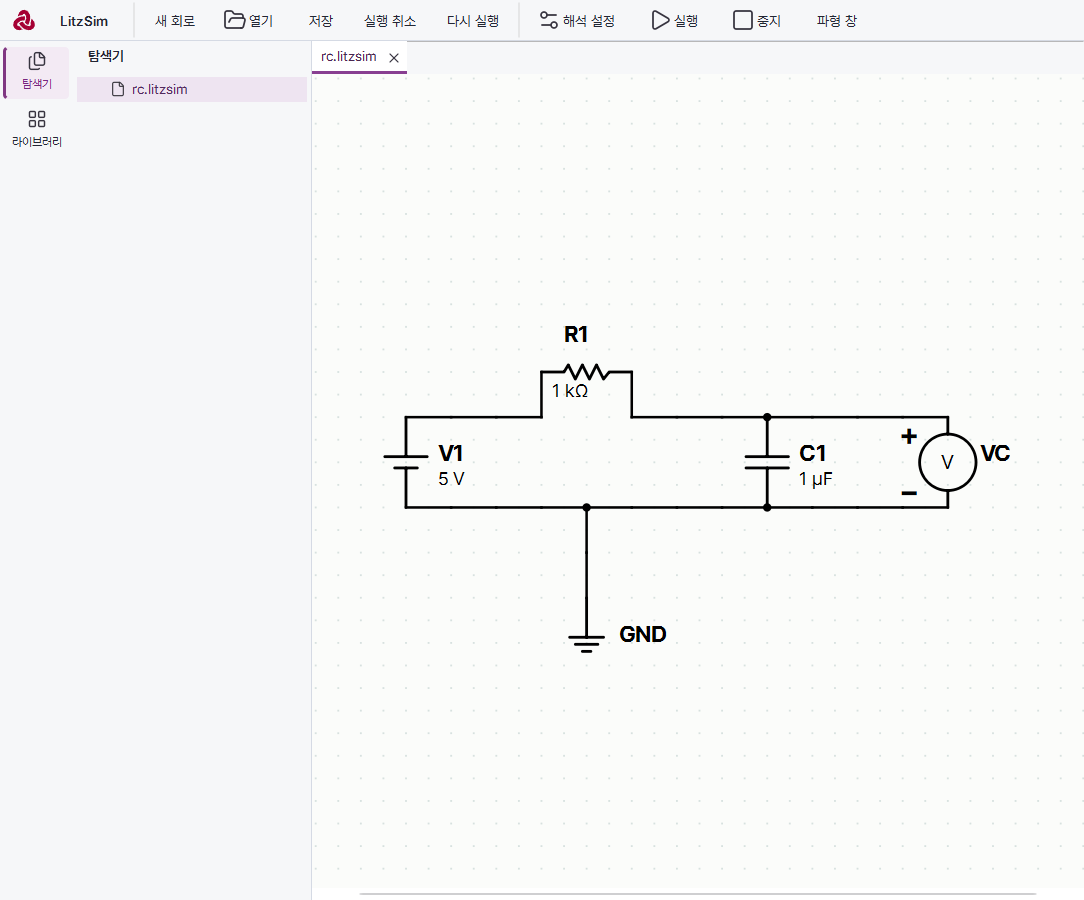 LitzSim 새 회로 열기 저장 실행 취소 다시 실행 해석 설정 실행 중지 파형 창
탐색기
라이브러리
탐색기
rc.litzsim
rc.litzsim
R1
1 kΩ
V1
5 V
C1
1 µF
+
V
−
VC
GND